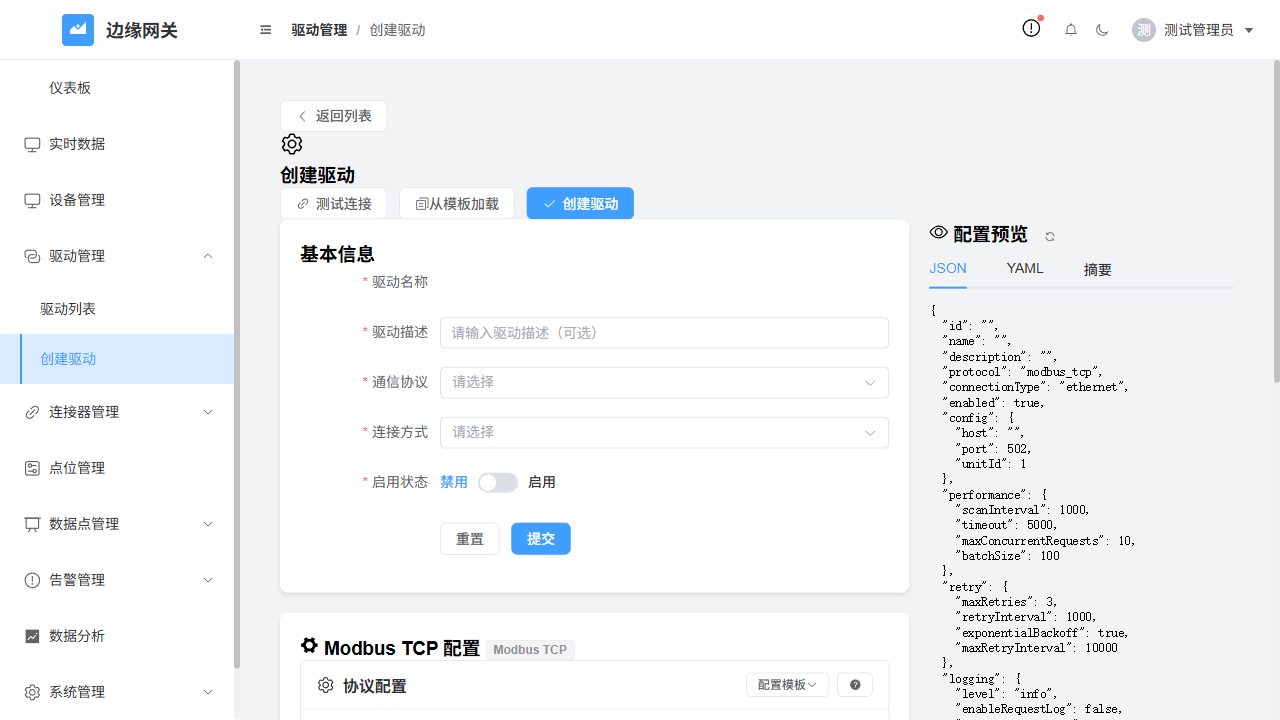 边缘网关
驱动管理 / 创建驱动
测 测试管理员
仪表板
实时数据
设备管理
驱动管理
驱动列表
创建驱动
连接器管理
点位管理
数据点管理
告警管理
数据分析
系统管理
返回列表
创建驱动
测试连接 从模板加载 创建驱动
基本信息
* 驱动名称
* 驱动描述 请输入驱动描述（可选）
* 通信协议 请选择
* 连接方式 请选择
* 启用状态 禁用 启用
重置 提交
Modbus TCP 配置 Modbus TCP
协议配置 配置模板
配置预览
JSON YAML 摘要
{
"id": "",
"name": "",
"description": "",
"protocol": "modbus_tcp",
"connectionType": "ethernet",
"enabled": true,
"config": {
"host": "",
"port": 502,
"unitId": 1
},
"performance": {
"scanInterval": 1000,
"timeout": 5000,
"maxConcurrentRequests": 10,
"batchSize": 100
},
"retry": {
"maxRetries": 3,
"retryInterval": 1000,
"exponentialBackoff": true,
"maxRetryInterval": 10000
},
"logging": {
"level": "info",
"enableRequestLog": false,